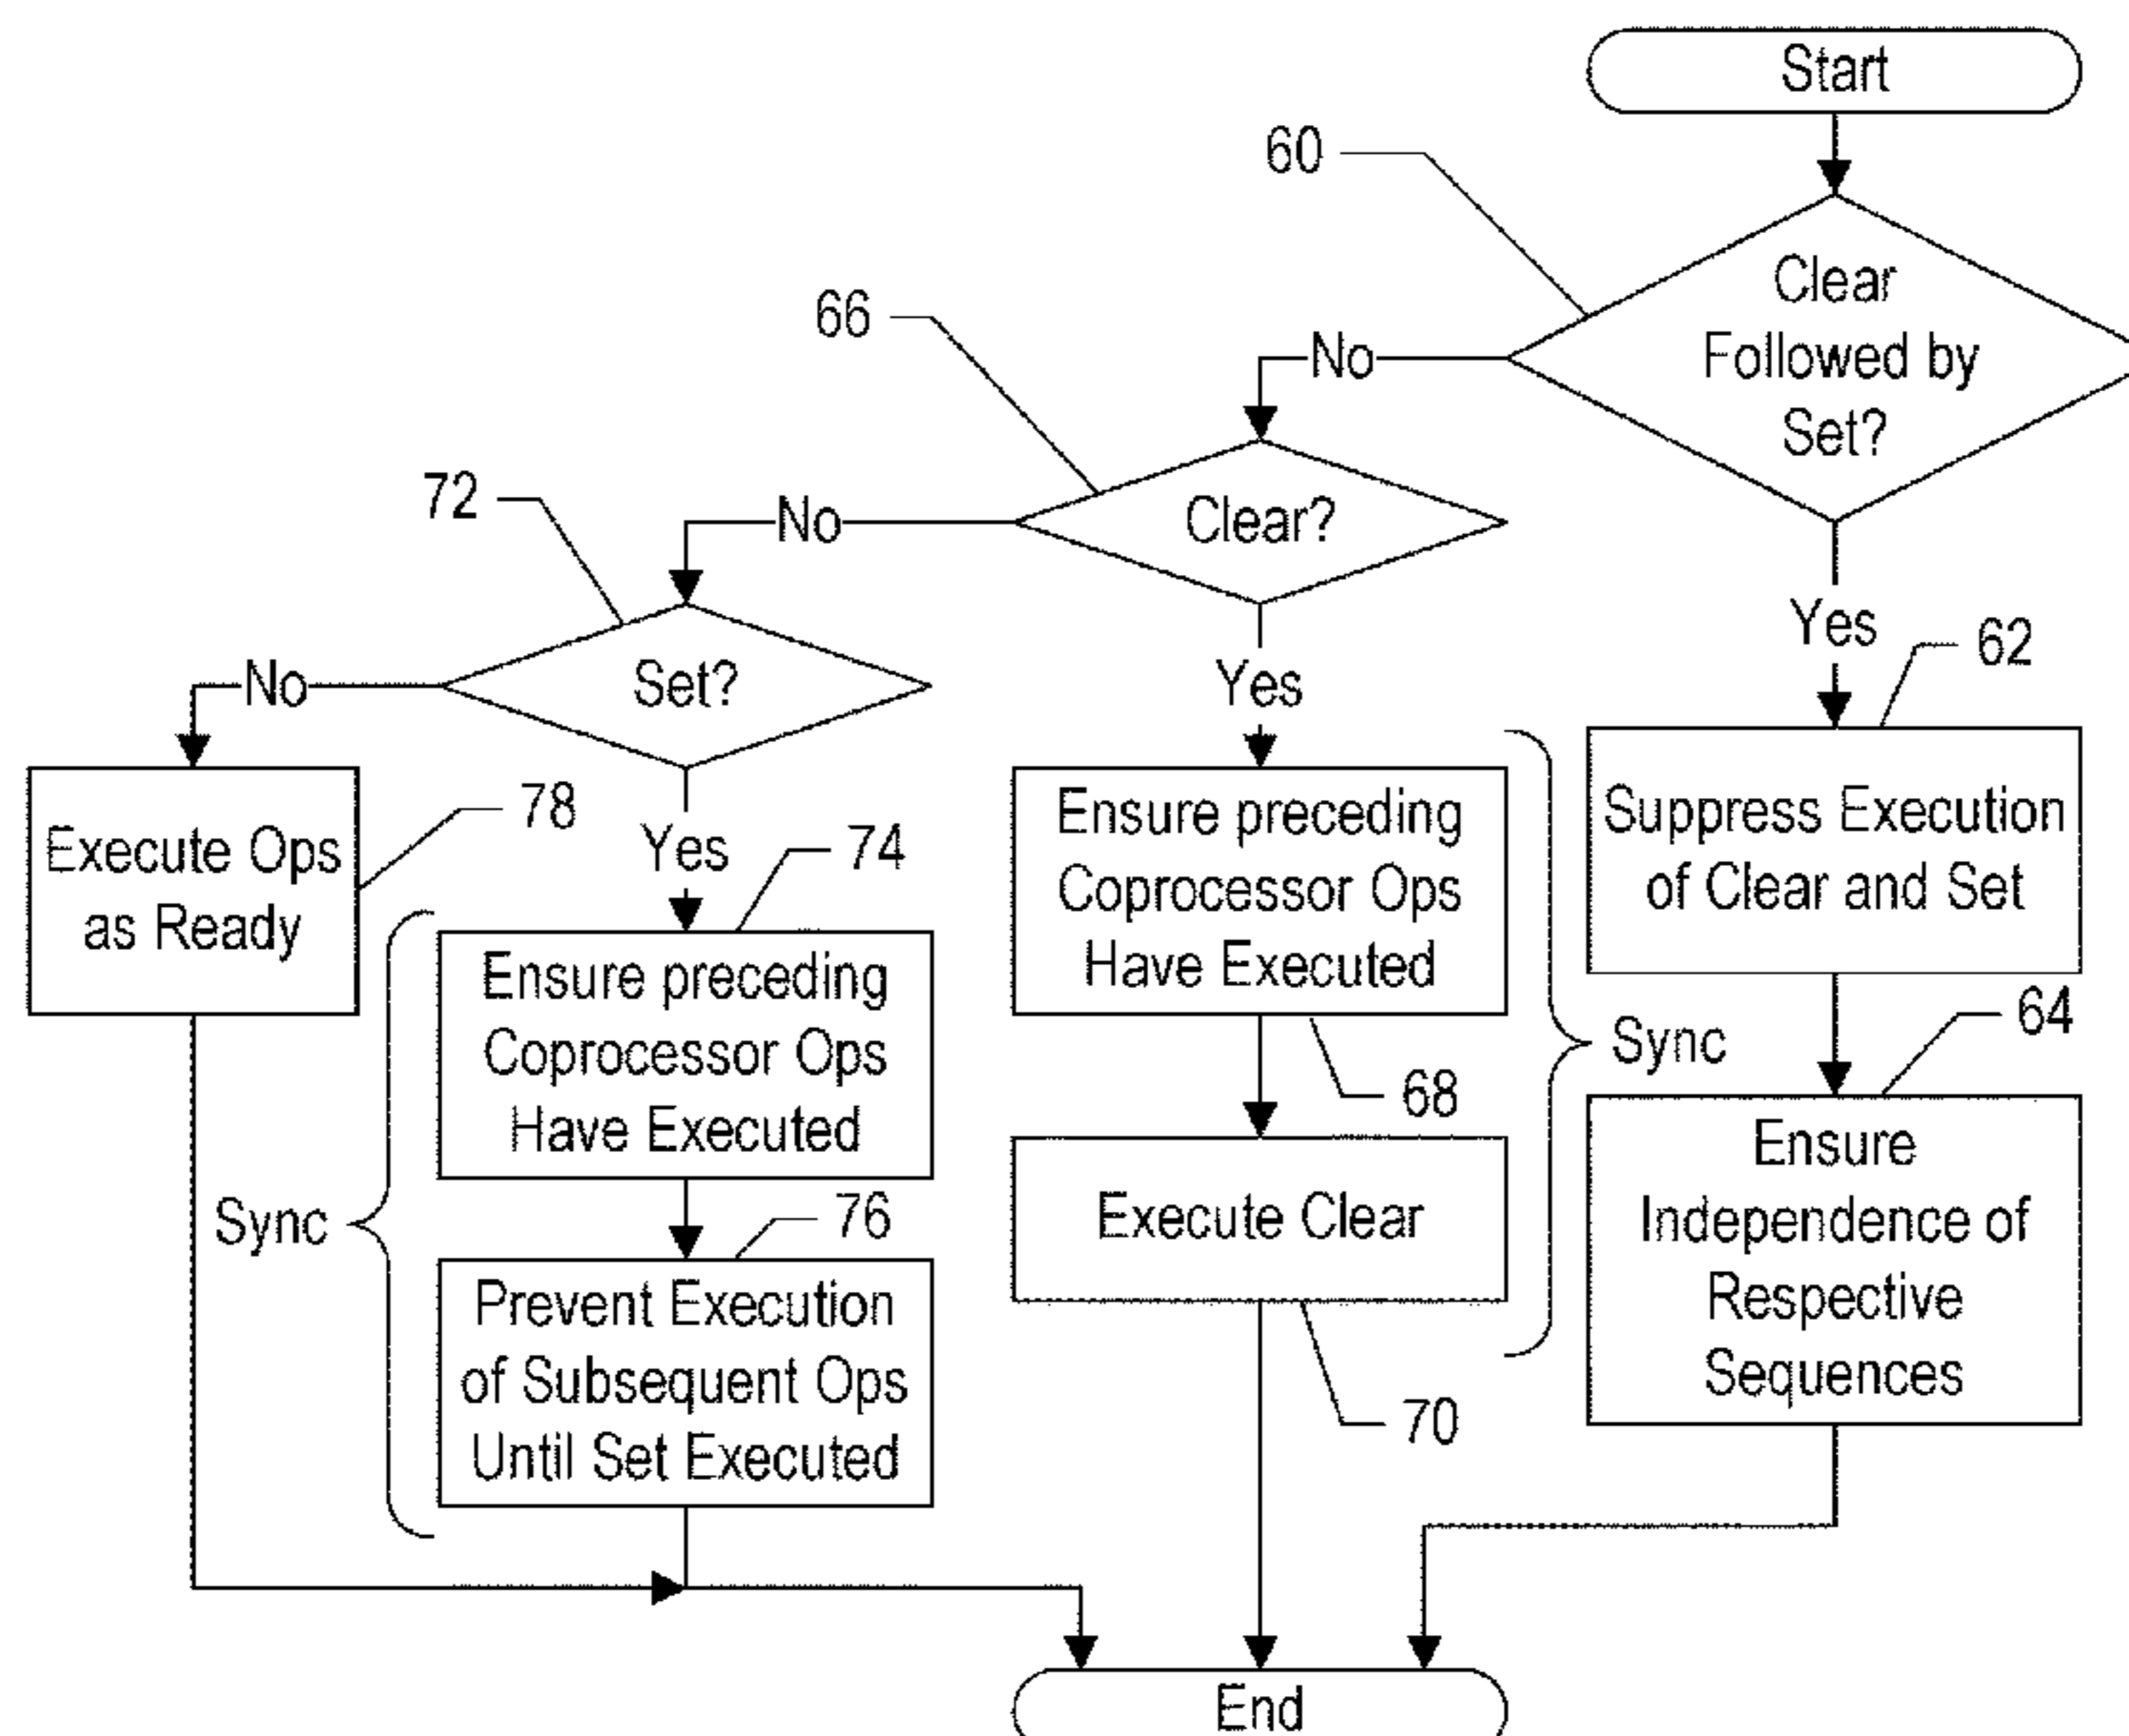 Start
60
Clear
Followed by
Set?
No
66
Clear?
Yes
62
No
72
Set?
Yes
Suppress Execution
of Clear and Set
No
78
Execute Ops
as Ready
Yes
74
Ensure preceding
Coprocessor Ops
Have Executed
68
Sync
64
Ensure preceding
Coprocessor Ops
Have Executed
Execute Clear
70
Ensure
Independence of
Respective
Sequences
Sync
76
Prevent Execution
of Subsequent Ops
Until Set Executed
End